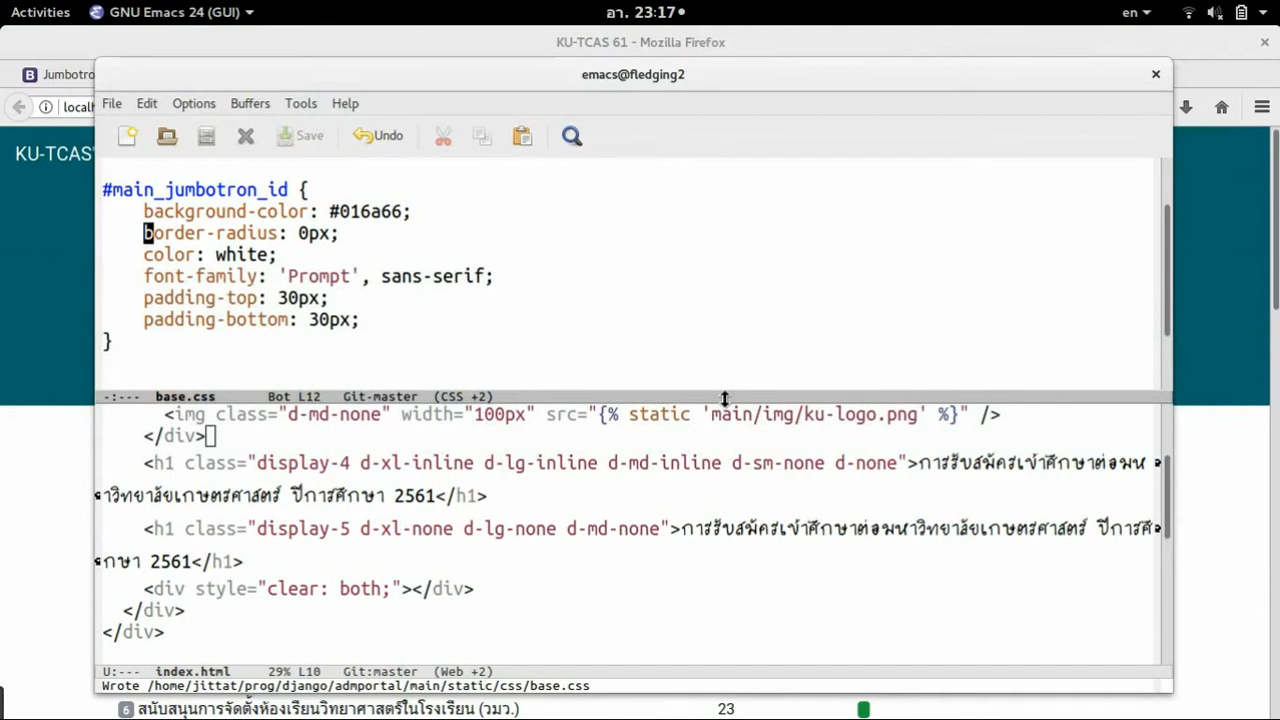 Activities GNU Emacs 24 (GUI) อา. 23:17 en
KU-TCAS 61 - Mozilla Firefox
Jumbotro
emacs@fledging2
localh
File Edit Options Buffers Tools Help
Save Undo
KU-TCAS
#main_jumbotron_id {
background-color: #016a66;
border-radius: 0px;
color: white;
font-family: 'Prompt', sans-serif;
padding-top: 30px;
padding-bottom: 30px;
}
-:--- base.css Bot L12 Git-master (CSS +2)
<img class="d-md-none" width="100px" src="{% static 'main/img/ku-logo.png' %}" />
</div>
<h1 class="display-4 d-xl-inline d-lg-inline d-md-inline d-sm-none d-none">การรับสมัครเข้าศึกษาต่อมห
าวิทยาลัยเกษตรศาสตร์ ปีการศึกษา 2561</h1>
<h1 class="display-5 d-xl-none d-lg-none d-md-none">การรับสมัครเข้าศึกษาต่อมหาวิทยาลัยเกษตรศาสตร์ ปีการศึ
กษา 2561</h1>
<div style="clear: both;"></div>
</div>
</div>
U:--- index.html 29% L10 Git:master (Web +2)
Wrote /home/jittat/prog/django/admportal/main/static/css/base.css
6 สนับสนุนการจัดตั้งห้องเรียนวิทยาศาสตร์ในโรงเรียน (วมว.) 23